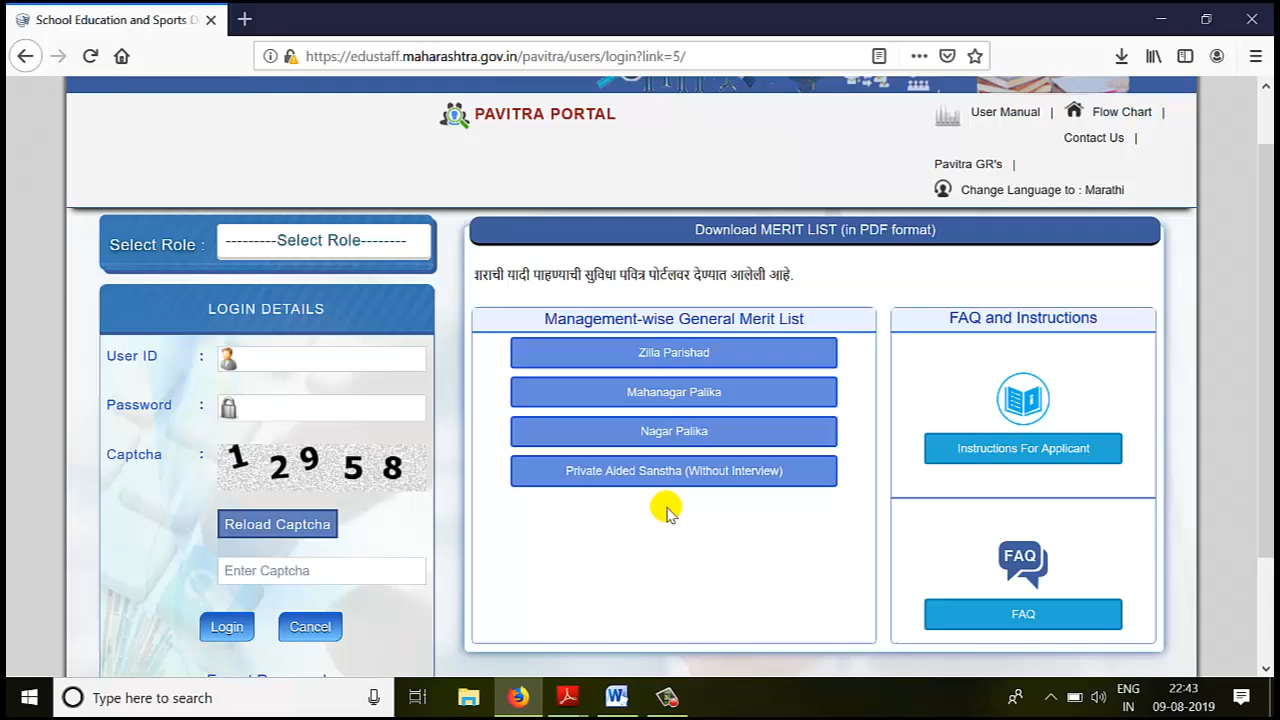 School Education and Sports D
https://edustaff.maharashtra.gov.in/pavitra/users/login?link=5/
PAVITRA PORTAL
User Manual |
Flow Chart |
Contact Us |
Pavitra GR's |
Change Language to : Marathi
Select Role :
---------Select Role--------
Download MERIT LIST (in PDF format)
पाराची यादी पाहण्याची सुविधा पवित्र पोर्टलवर देण्यात आलेली आहे.
LOGIN DETAILS
User ID :
Password :
Captcha :
1 2 9 5 8
Reload Captcha
Enter Captcha
Login
Cancel
Management-wise General Merit List
Zilla Parishad
Mahanagar Palika
Nagar Palika
Private Aided Sanstha (Without Interview)
FAQ and Instructions
Instructions For Applicant
FAQ
FAQ
Type here to search
ENG
IN
22:43
09-08-2019